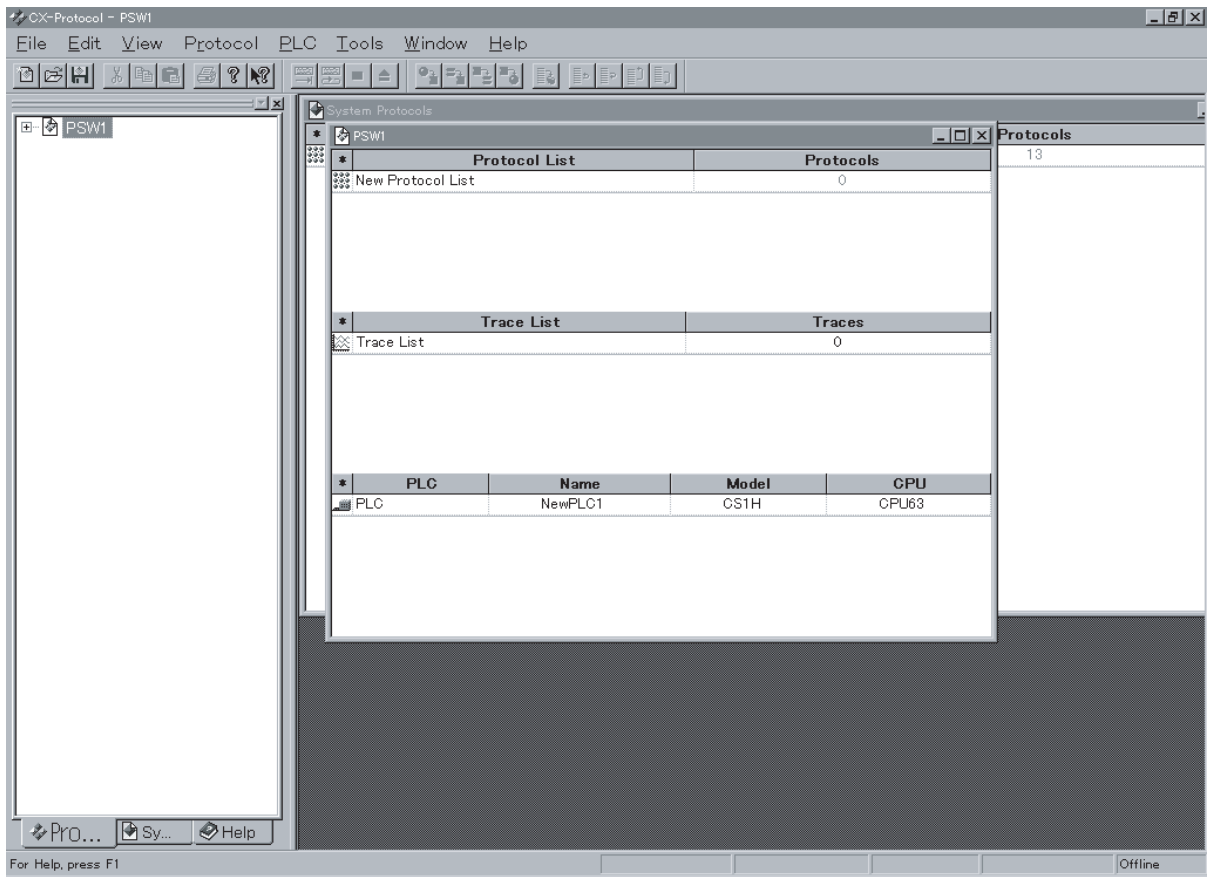 CX-Protocol - PSW1
File Edit View Protocol PLC Tools Window Help
PSW1
System Protocols
* Protocols
13
PSW1
* Protocol List Protocols
New Protocol List 0
* Trace List Traces
Trace List 0
* PLC Name Model CPU
PLC NewPLC1 CS1H CPU63
Pro... Sy... Help
For Help, press F1 Offline